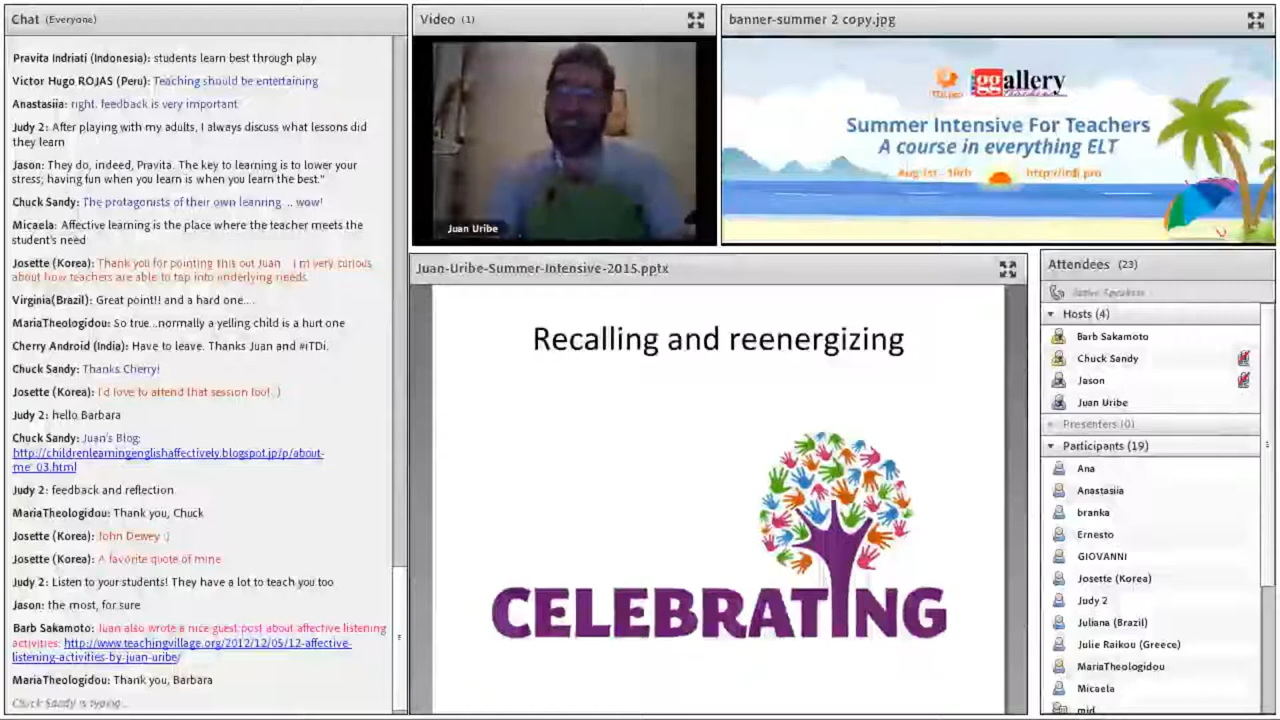 Chat (Everyone)
Pravita Indriati (Indonesia): students learn best through play
Victor Hugo ROJAS (Peru): Teaching should be entertaining
Anastasiia: right. feedback is very important
Judy 2: After playing with my adults, I always discuss what lessons did
they learn
Jason: They do, indeed, Pravita. The key to learning is to lower your
stress; having fun when you learn is when you learn the best."
Chuck Sandy: The protagonists of their own learning ... wow!
Micaela: Affective learning is the place where the teacher meets the
student's need
Josette (Korea): Thank you for pointing this out Juan I'm very curious
about how teachers are able to tap into underlying needs.
Virginia(Brazil): Great point!! and a hard one....
MariaTheologidou: So true...normally a yelling child is a hurt one
Cherry Android (India): Have to leave. Thanks Juan and #iTDi.
Chuck Sandy: Thanks Cherry!
Josette (Korea): I'd love to attend that session too! :)
Judy 2: hello Barbara
Chuck Sandy: Juan's Blog:
http://childrenlearningenglishaffectively.blogspot.jp/p/about-
me_03.html
Judy 2: feedback and reflection
MariaTheologidou: Thank you, Chuck
Josette (Korea): John Dewey :)
Josette (Korea): A favorite quote of mine
Judy 2: Listen to your students! They have a lot to teach you too
Jason: the most, for sure
Barb Sakamoto: Juan also wrote a nice guest post about affective listening
activities: http://www.teachingvillage.org/2012/12/05/12-affective-
listening-activities-by-juan-uribe/
MariaTheologidou: Thank you, Barbara
Chuck Sandy is typing...
Video (1)
Juan Uribe
banner-summer 2 copy.jpg
ggallery
Summer Intensive For Teachers
A course in everything ELT
http://itdi.pro
Juan-Uribe-Summer-Intensive-2015.pptx
Recalling and reenergizing
CELEBRATING
Attendees (23)
Active Speakers
Hosts (4)
Barb Sakamoto
Chuck Sandy
Jason
Juan Uribe
Presenters (0)
Participants (19)
Ana
Anastasiia
branka
Ernesto
GIOVANNI
Josette (Korea)
Judy 2
Juliana (Brazil)
Julie Raikou (Greece)
MariaTheologidou
Micaela
mid